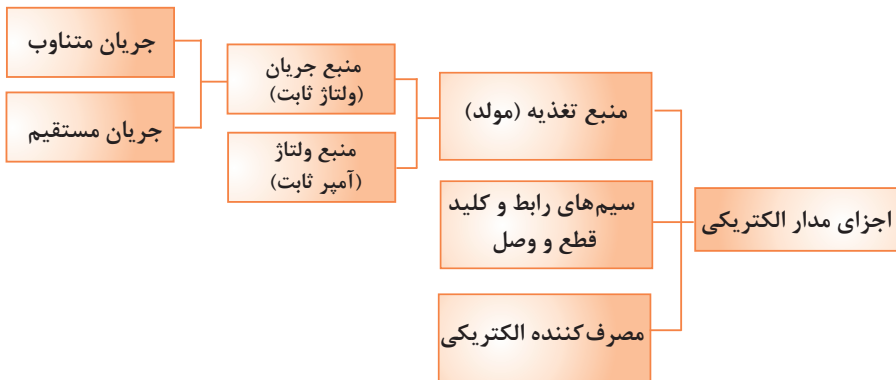 اجزای مدار الکتریکی
منبع تغذیه (مولد)
سیم‌های رابط و کلید
قطع و وصل
مصرف‌کننده الکتریکی
منبع جریان
(ولتاژ ثابت)
منبع ولتاژ
(آمپر ثابت)
جریان متناوب
جریان مستقیم